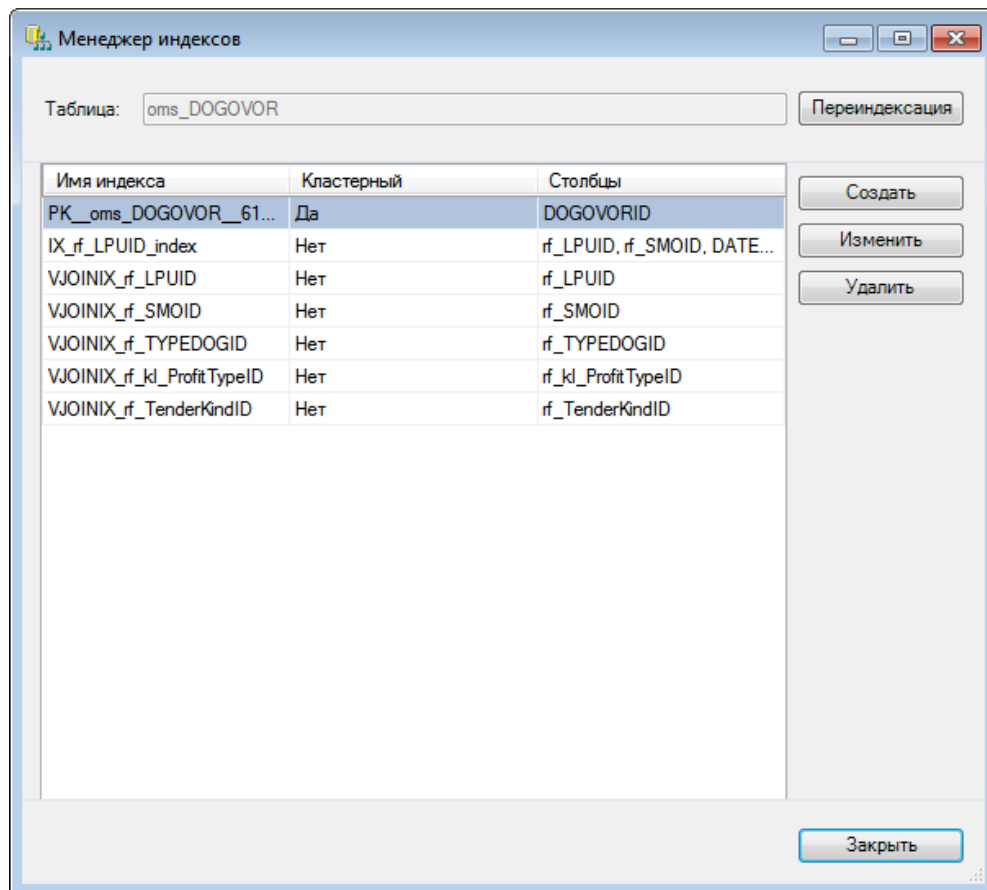 Менеджер индексов
Таблица: oms_DOGOVOR Переиндексация
Имя индекса Кластерный Столбцы
PK__oms_DOGOVOR__61... Да DOGOVORID
IX_rf_LPUID_index Нет rf_LPUID, rf_SMOID, DATE...
VJOINIX_rf_LPUID Нет rf_LPUID
VJOINIX_rf_SMOID Нет rf_SMOID
VJOINIX_rf_TYPEDOGID Нет rf_TYPEDOGID
VJOINIX_rf_kl_ProfitTypeID Нет rf_kl_ProfitTypeID
VJOINIX_rf_TenderKindID Нет rf_TenderKindID
Создать
Изменить
Удалить
Закрыть